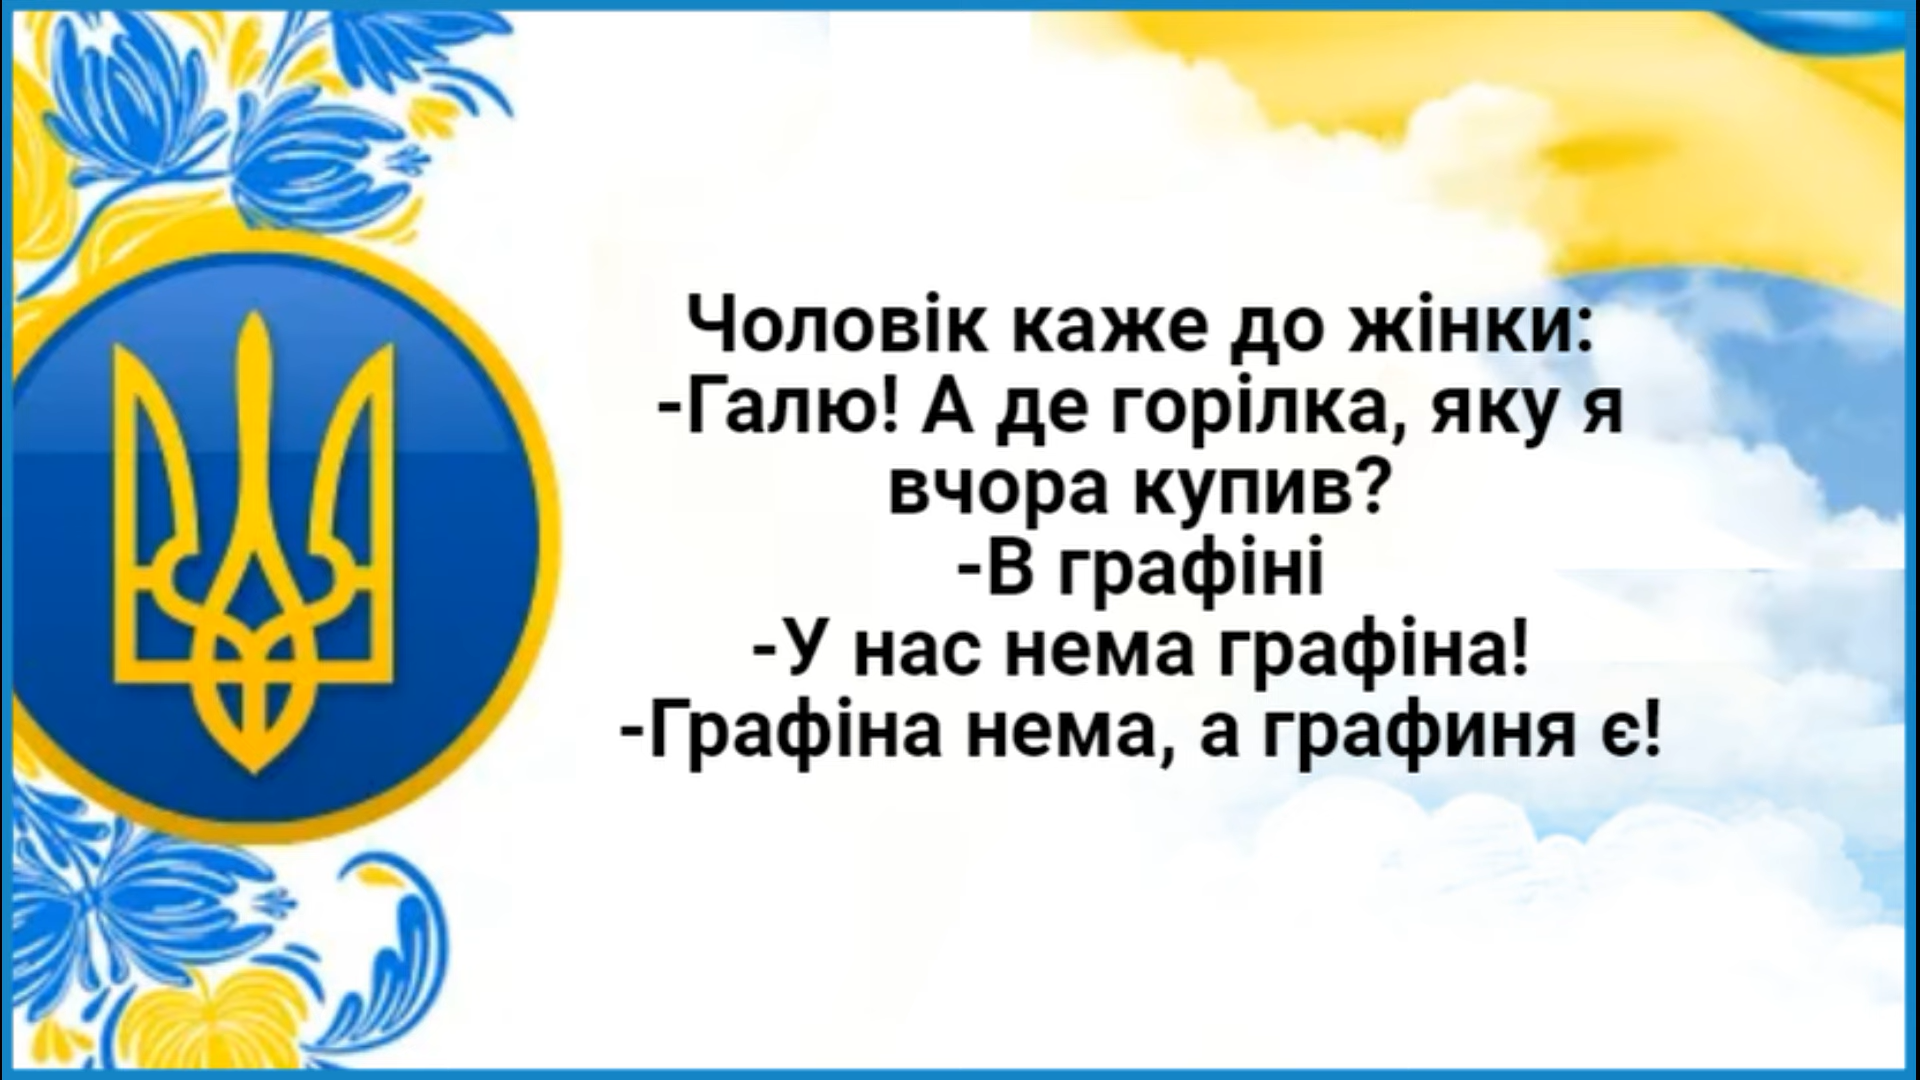 Чоловік каже до жінки:
-Галю! А де горілка, яку я
вчора купив?
-В графіні
-У нас нема графіна!
-Графіна нема, а графиня є!